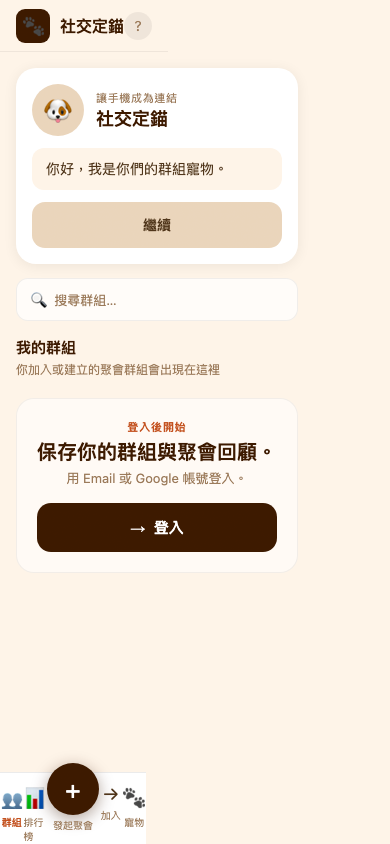 社交定錨 ?
讓手機成為連結
社交定錨
你好，我是你們的群組寵物。
繼續
搜尋群組...
我的群組
你加入或建立的聚會群組會出現在這裡
登入後開始
保存你的群組與聚會回顧。
用 Email 或 Google 帳號登入。
→ 登入
群組
排行
榜
+
發起聚會
→
加入
寵物